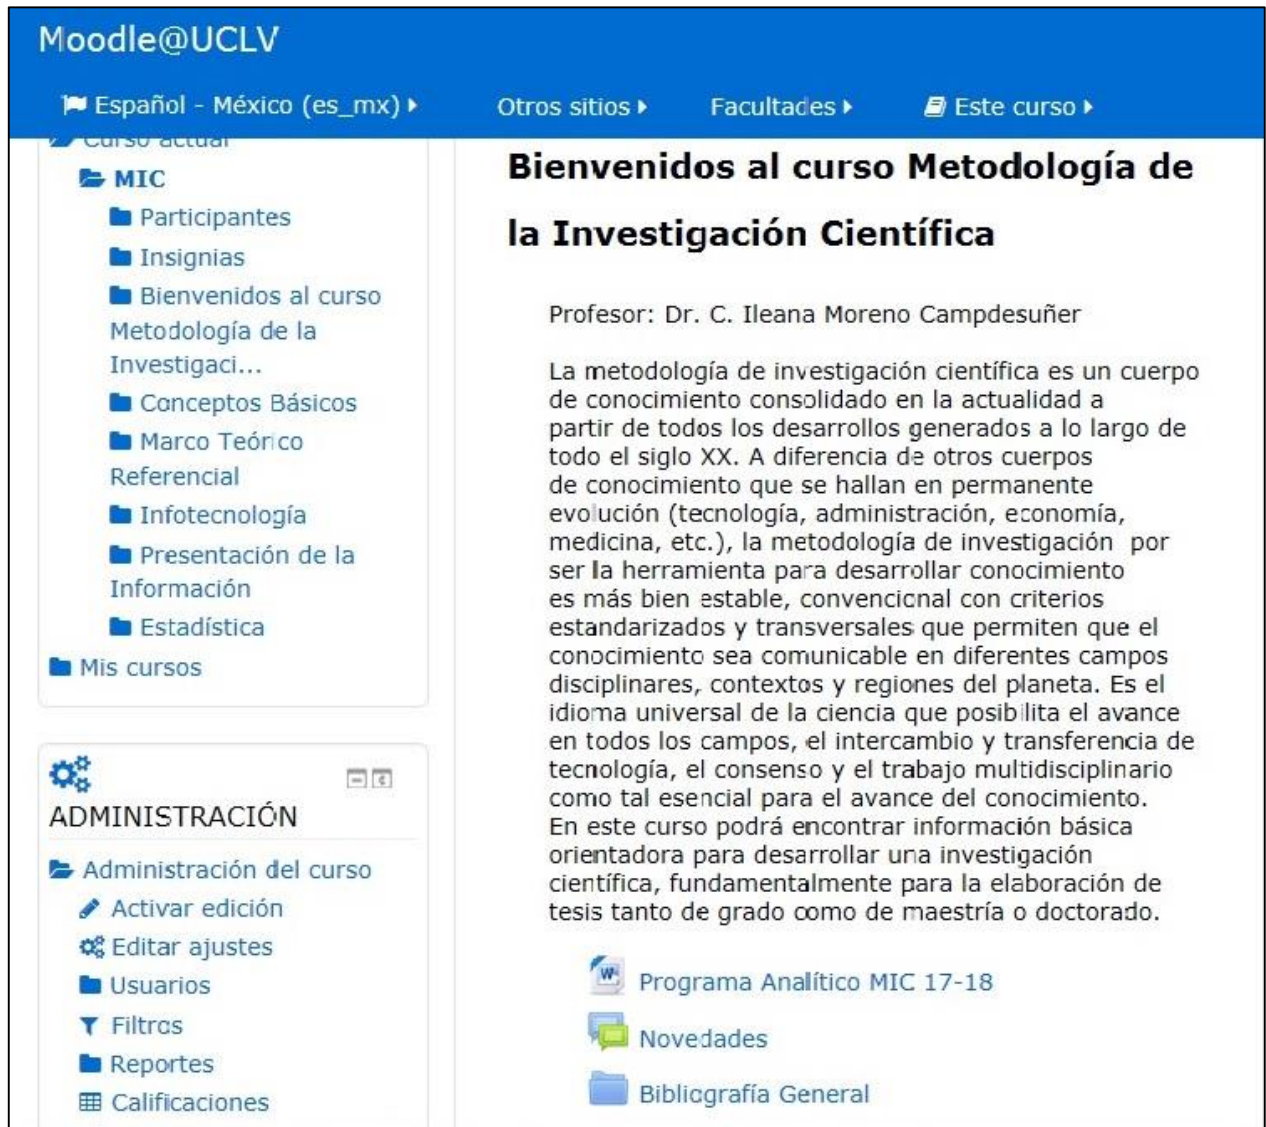 Moodle@UCLV
Español - México (es_mx)
Otros sitios
Facultades
Este curso
Curso actual
MIC
Participantes
Insignias
Bienvenidos al curso
Metodología de la
Investigaci...
Conceptos Básicos
Marco Teórico
Referencial
Infotecnología
Presentación de la
Información
Estadística
Mis cursos
ADMINISTRACIÓN
Administración del curso
Activar edición
Editar ajustes
Usuarios
Filtros
Reportes
Calificaciones
Bienvenidos al curso Metodología de
la Investigación Científica
Profesor: Dr. C. Ileana Moreno Campdesuñer
La metodología de investigación científica es un cuerpo
de conocimiento consolidado en la actualidad a
partir de todos los desarrollos generados a lo largo de
todo el siglo XX. A diferencia de otros cuerpos
de conocimiento que se hallan en permanente
evolución (tecnología, administración, economía,
medicina, etc.), la metodología de investigación por
ser la herramienta para desarrollar conocimiento
es más bien estable, convencional con criterios
estandarizados y transversales que permiten que el
conocimiento sea comunicable en diferentes campos
disciplinares, contextos y regiones del planeta. Es el
idioma universal de la ciencia que posibilita el avance
en todos los campos, el intercambio y transferencia de
tecnología, el consenso y el trabajo multidisciplinario
como tal esencial para el avance del conocimiento.
En este curso podrá encontrar información básica
orientadora para desarrollar una investigación
científica, fundamentalmente para la elaboración de
tesis tanto de grado como de maestría o doctorado.
Programa Analítico MIC 17-18
Novedades
Bibliografía General